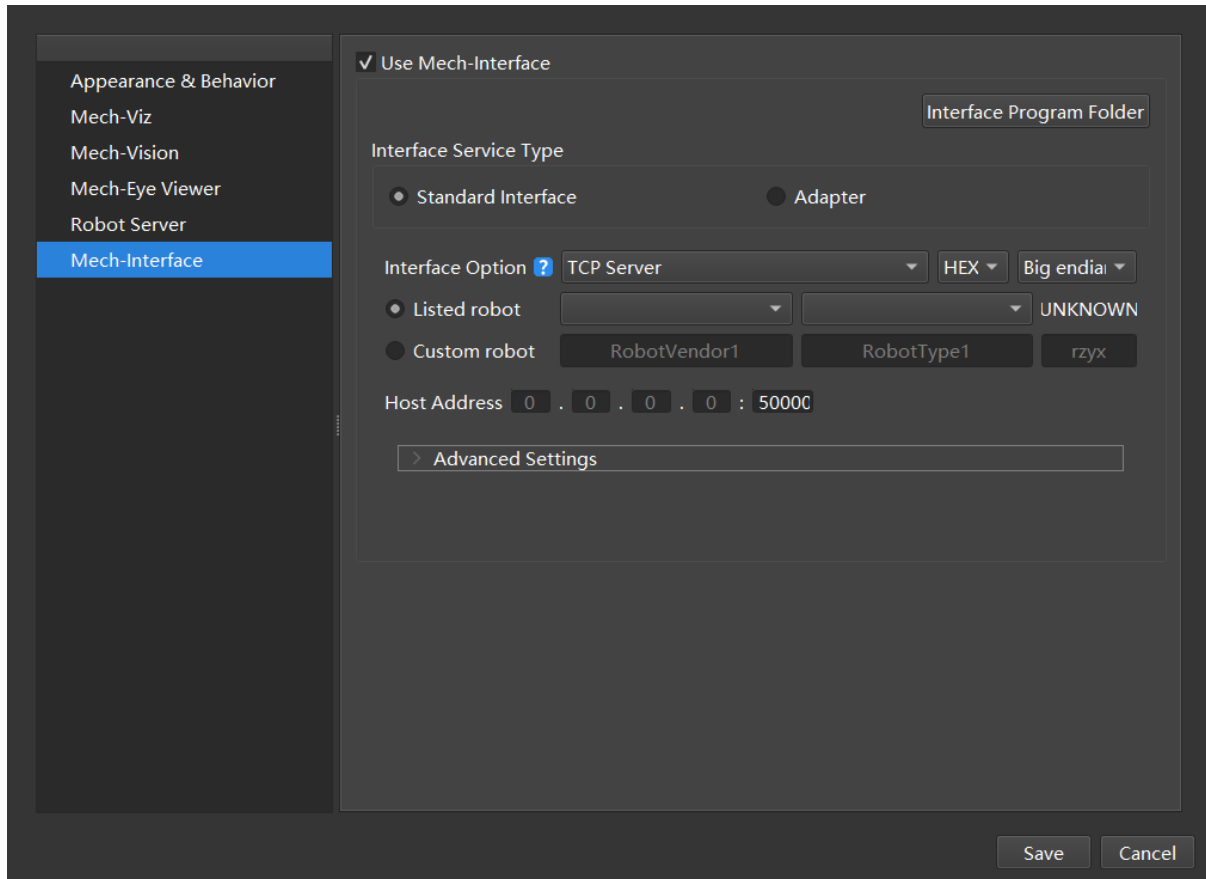 Appearance & Behavior
Mech-Viz
Mech-Vision
Mech-Eye Viewer
Robot Server
Mech-Interface
Use Mech-Interface
Interface Program Folder
Interface Service Type
Standard Interface Adapter
Interface Option ? TCP Server HEX Big endia
Listed robot UNKNOWN
Custom robot RobotVendor1 RobotType1 rzyx
Host Address 0 . 0 . 0 . 0 : 50000
Advanced Settings
Save Cancel